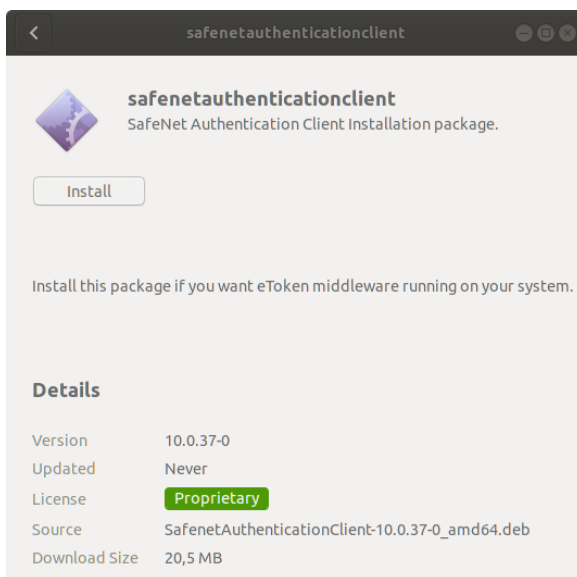 safenetauthenticationclient
safenetauthenticationclient
SafeNet Authentication Client Installation package.
Install
Install this package if you want eToken middleware running on your system.
Details
Version 10.0.37-0
Updated Never
License Proprietary
Source SafenetAuthenticationClient-10.0.37-0_amd64.deb
Download Size 20,5 MB